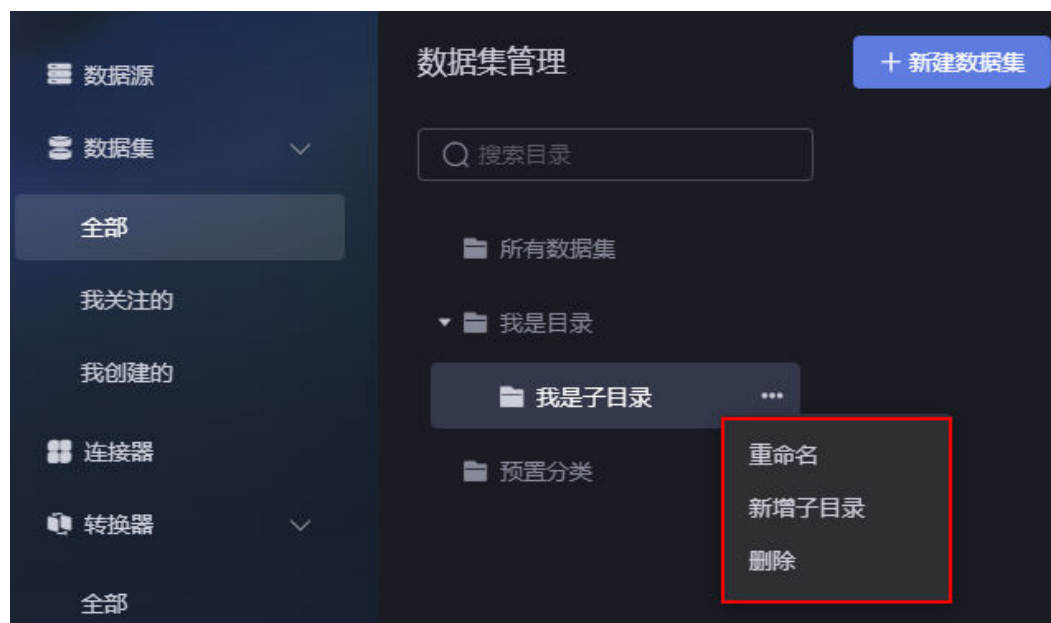 数据源
数据集
全部
我关注的
我创建的
连接器
转换器
全部
数据集管理
新建数据集
搜索目录
所有数据集
我是目录
我是子目录
预置分类
重命名
新增子目录
删除